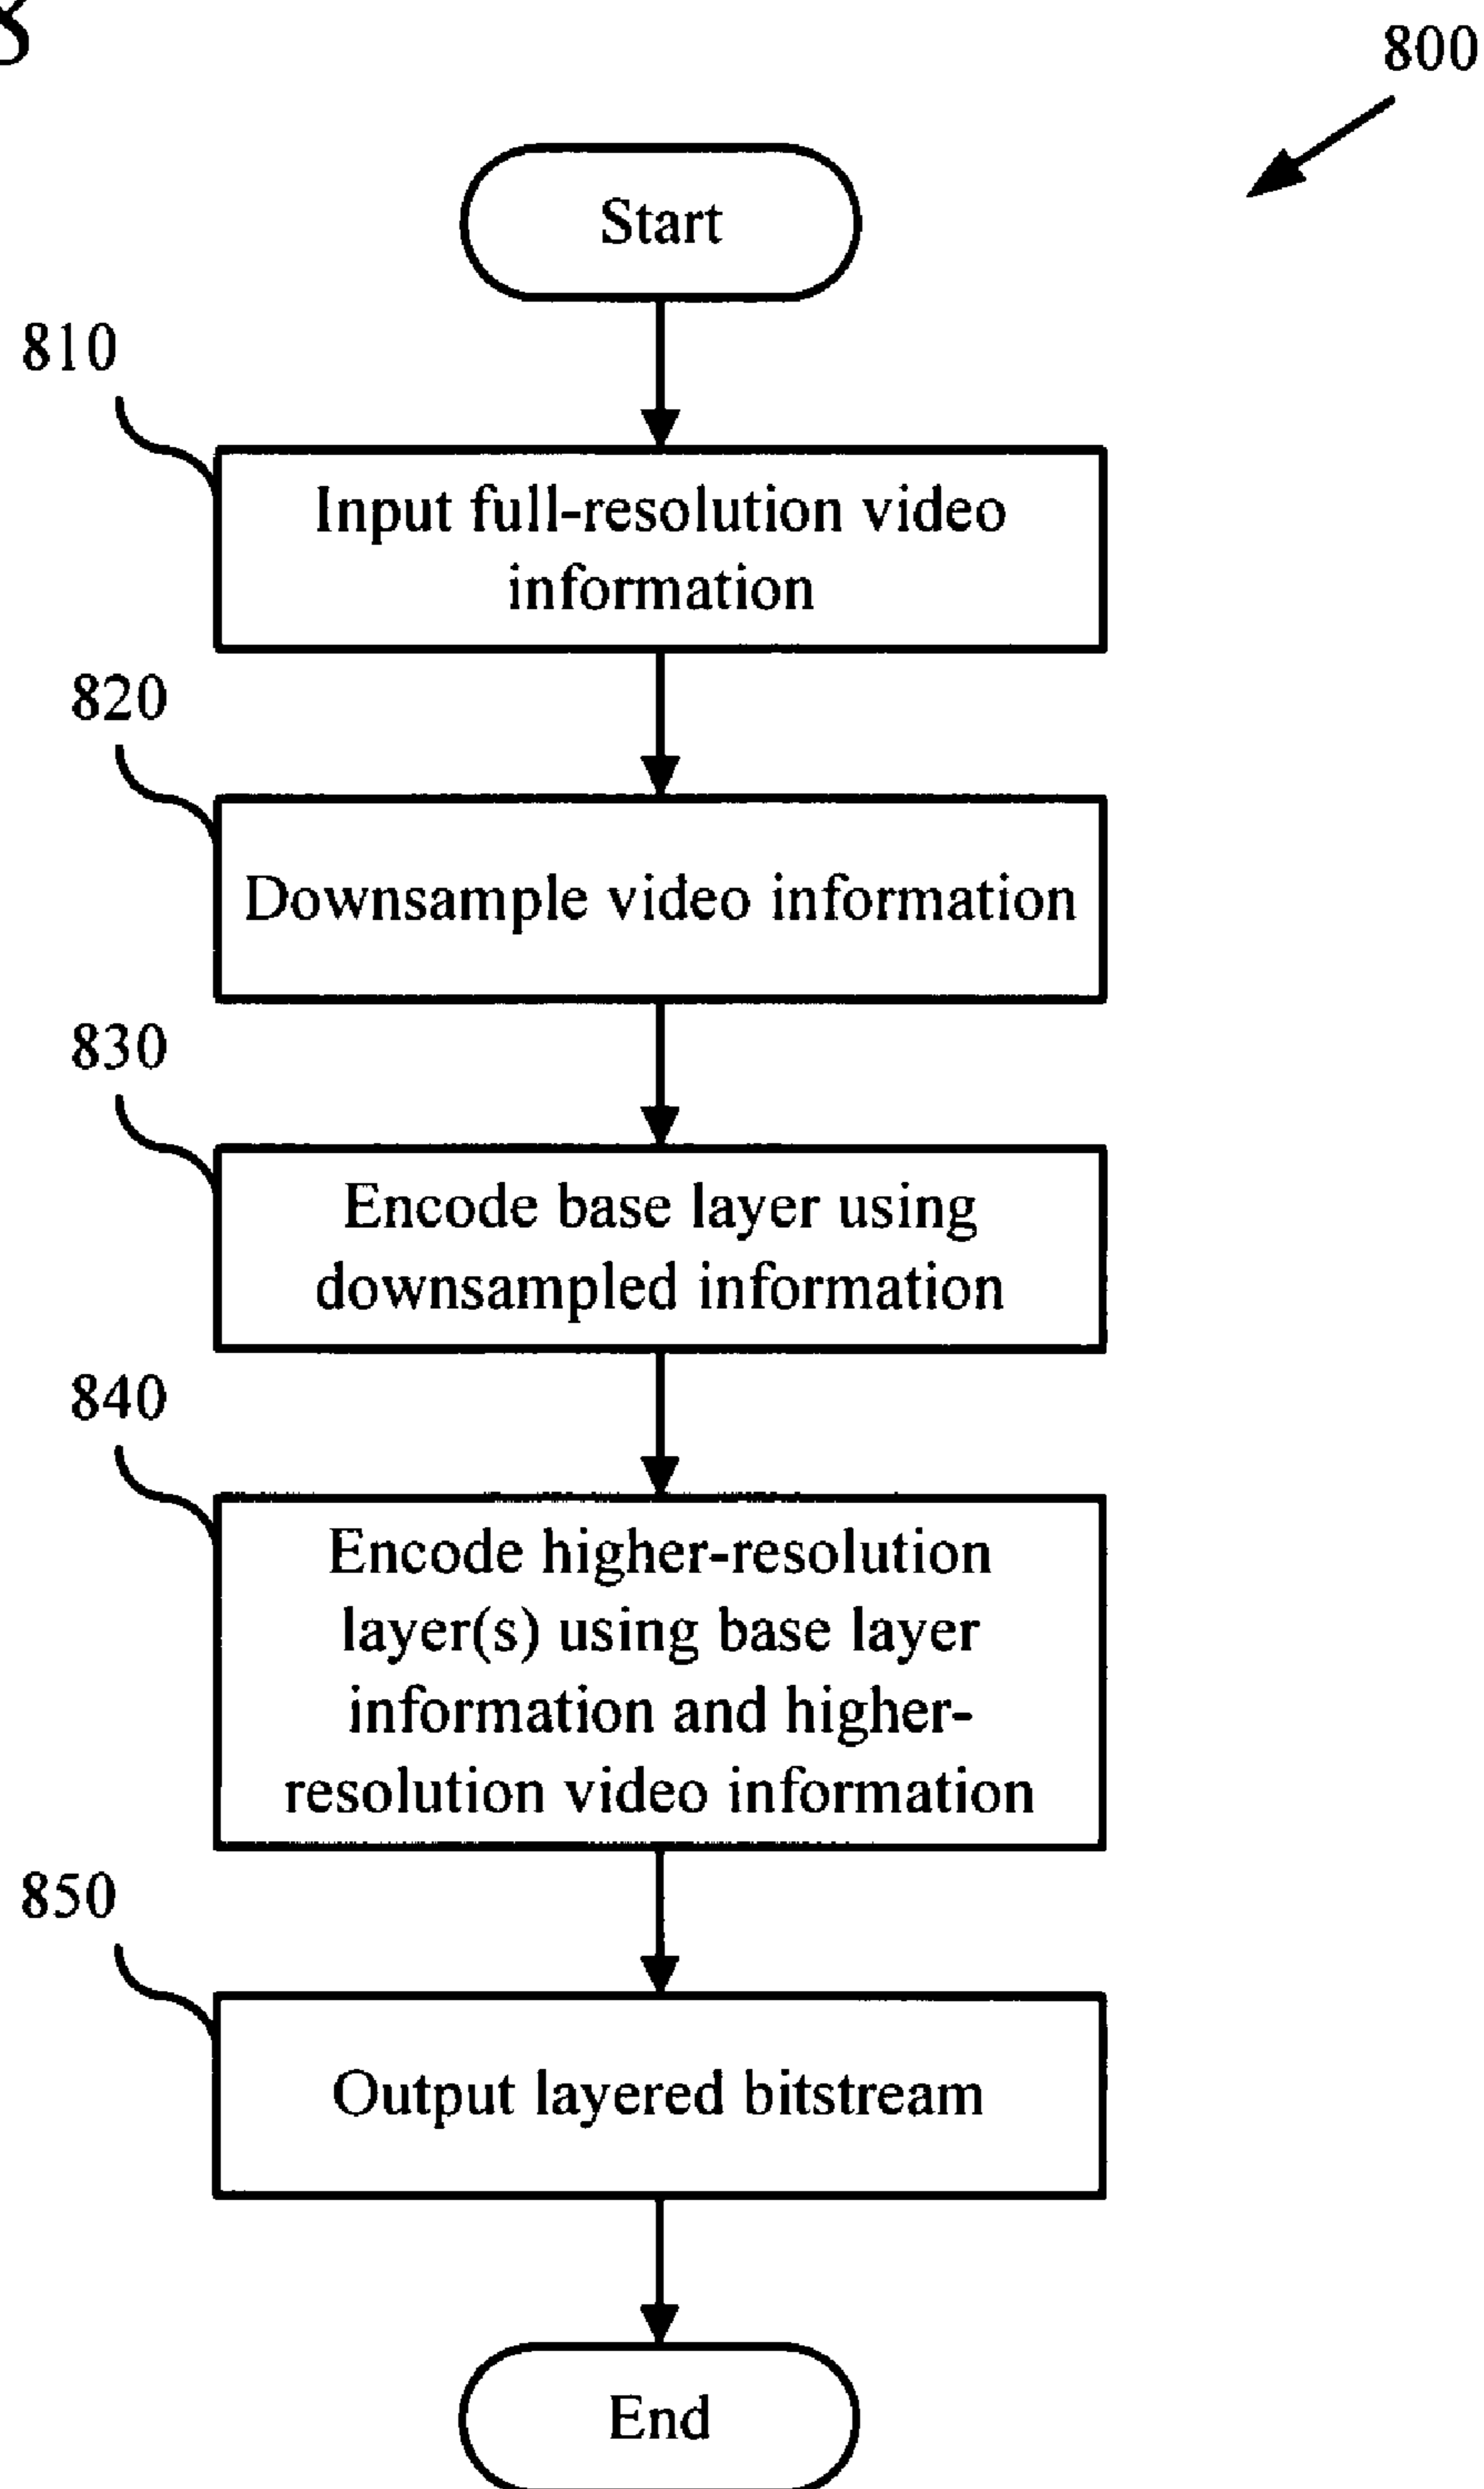 8
800
Start
810
Input full-resolution video
information
820
Downsample video information
830
Encode base layer using
downsampled information
840
Encode higher-resolution
layer(s) using base layer
information and higher-
resolution video information
850
Output layered bitstream
End